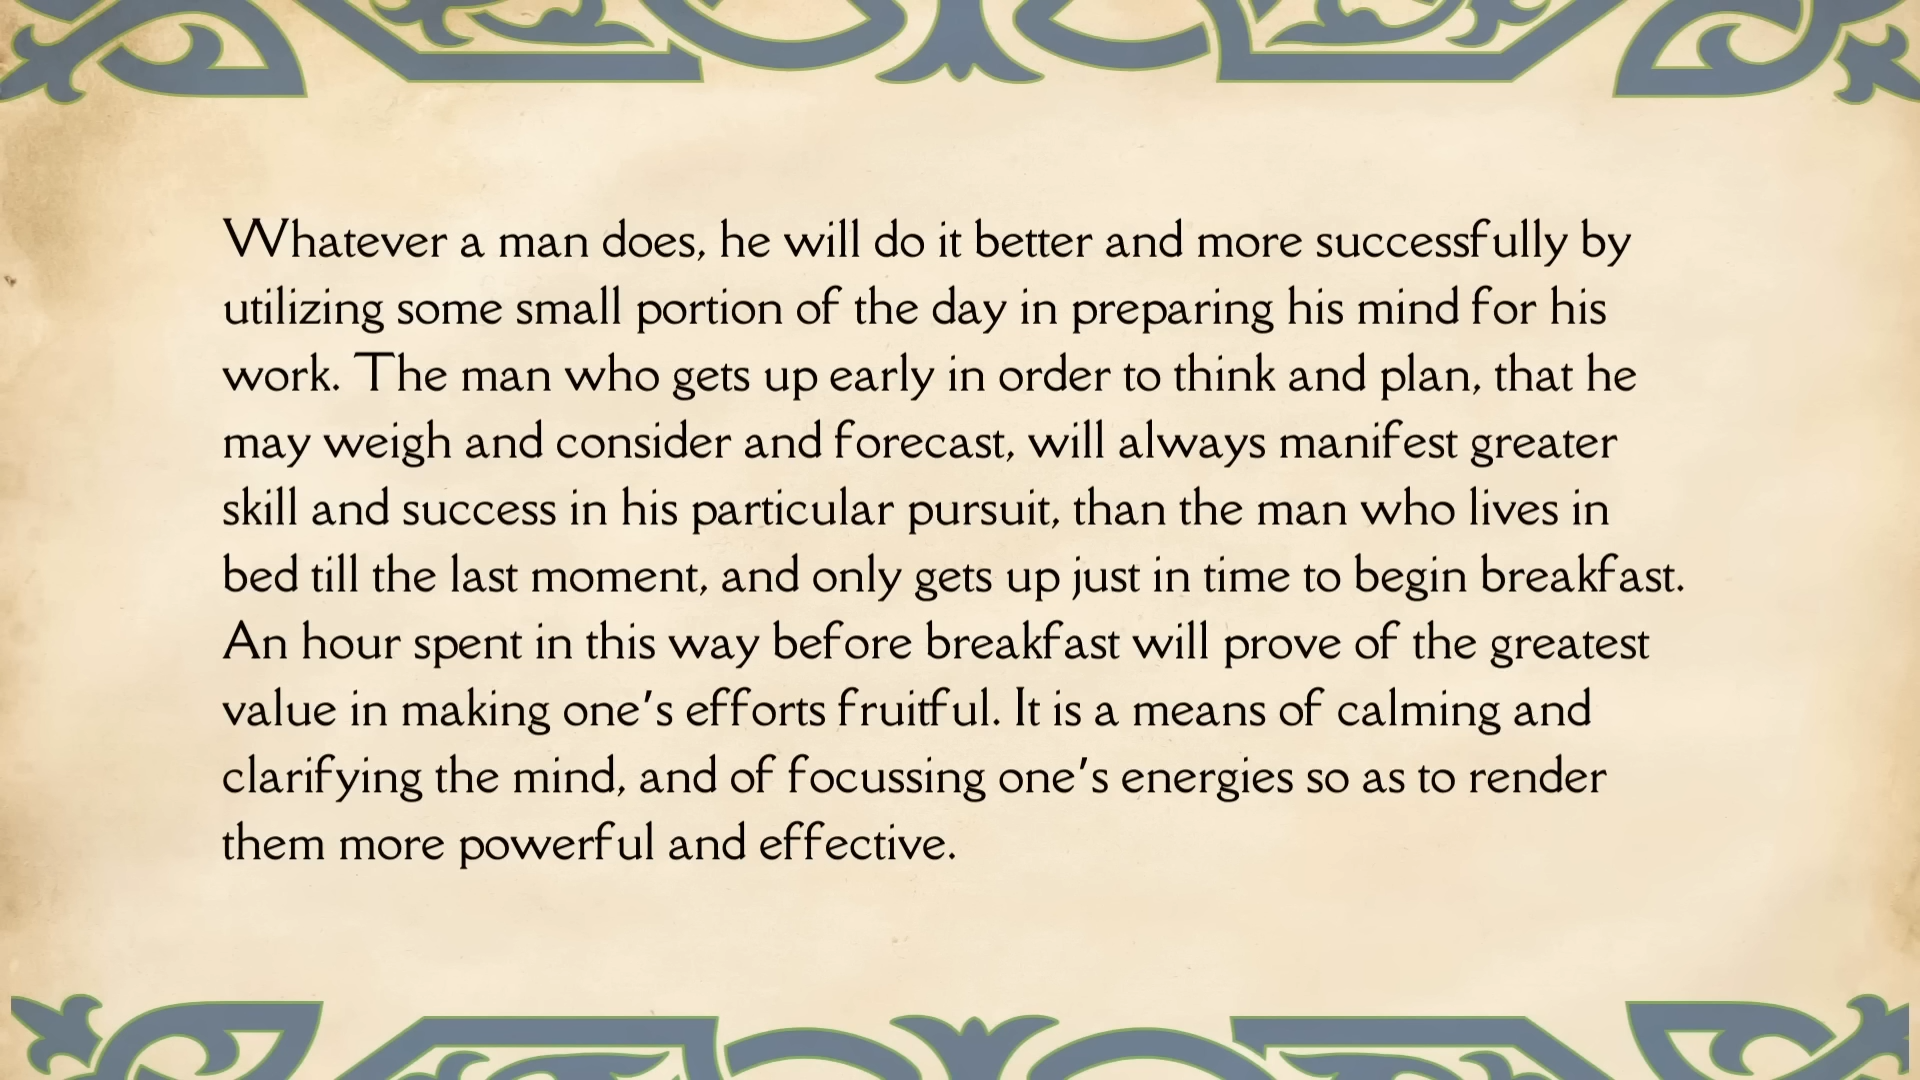 Whatever a man does, he will do it better and more successfully by
utilizing some small portion of the day in preparing his mind for his
work. The man who gets up early in order to think and plan, that he
may weigh and consider and forecast, will always manifest greater
skill and success in his particular pursuit, than the man who lives in
bed till the last moment, and only gets up just in time to begin breakfast.
An hour spent in this way before breakfast will prove of the greatest
value in making one's efforts fruitful. It is a means of calming and
clarifying the mind, and of focussing one's energies so as to render
them more powerful and effective.